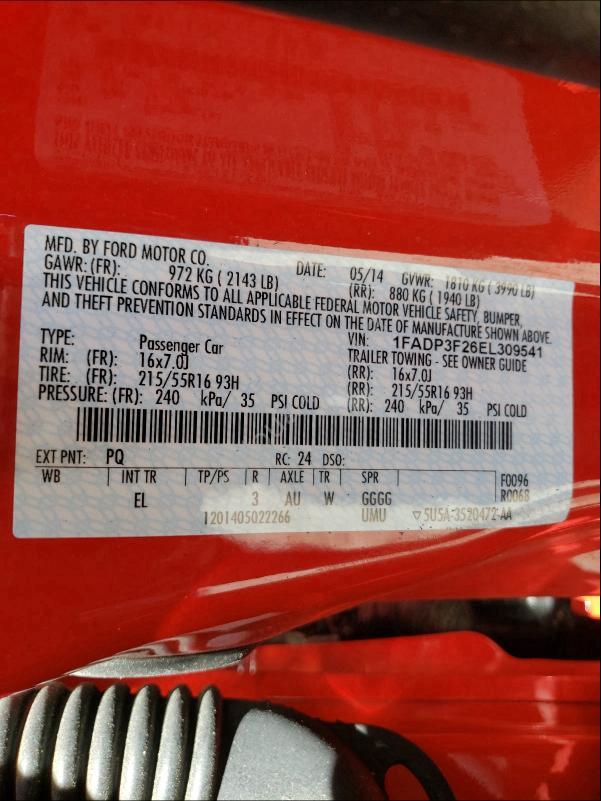 MFD. BY FORD MOTOR CO. DATE: 05/14 GVWR: 1810 KG ( 3990 LB)
GAWR: (FR): 972 KG ( 2143 LB) (RR): 880 KG ( 1940 LB)
THIS VEHICLE CONFORMS TO ALL APPLICABLE FEDERAL MOTOR VEHICLE SAFETY, BUMPER,
AND THEFT PREVENTION STANDARDS IN EFFECT ON THE DATE OF MANUFACTURE SHOWN ABOVE.
VIN: 1FADP3F26EL309541
TYPE: Passenger Car TRAILER TOWING - SEE OWNER GUIDE
RIM: (FR): 16x7.0J (RR): 16x7.0J
TIRE: (FR): 215/55R16 93H (RR): 215/55R16 93H
PRESSURE: (FR): 240 kPa/ 35 PSI COLD (RR): 240 kPa/ 35 PSI COLD
EXT PNT: PQ RC: 24 DSO:
WB INT TR TP/PS R AXLE TR SPR F0096
EL 3 AU W GGGG R0068
1201405022266 UMU ▽5U5A-3520472-AA